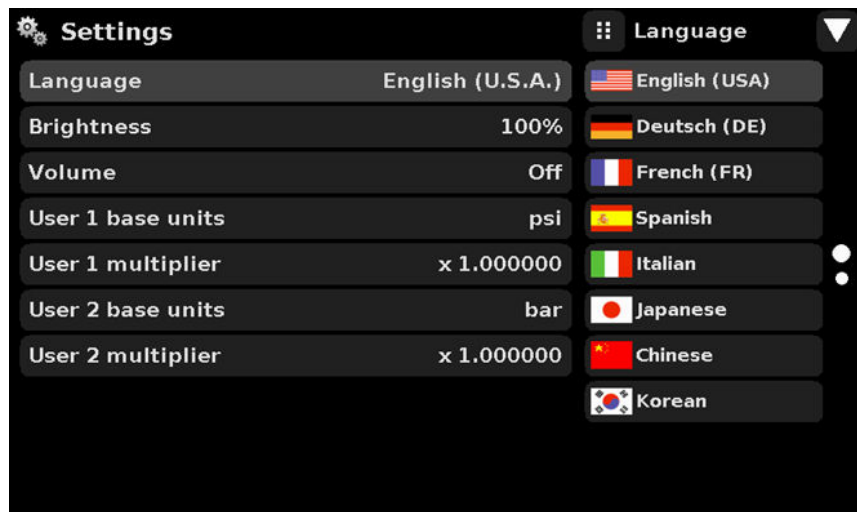 Settings
Language English (U.S.A.)
Brightness 100%
Volume Off
User 1 base units psi
User 1 multiplier x 1.000000
User 2 base units bar
User 2 multiplier x 1.000000
Language
English (USA)
Deutsch (DE)
French (FR)
Spanish
Italian
Japanese
Chinese
Korean